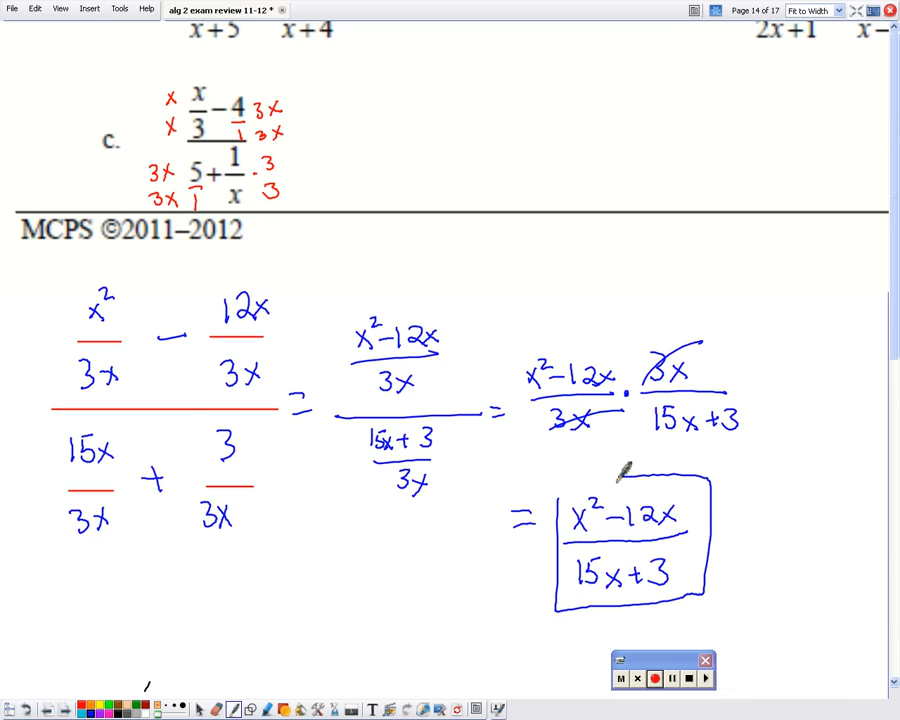 File Edit View Insert Tools Help alg 2 exam review 11-12 * Page 14 of 17 Fit to Width
x+5 x+4 2x+1 x−
x x/3 − 4/1 3x
x 3x
c.
3x 5/1 + 1/x · 3
3x 3
MCPS ©2011–2012
x²/3x − 12x/3x
15x/3x + 3/3x
= x²−12x/3x
15x+3/3x
= x²−12x/3x · 3x/15x+3
= x²−12x/15x+3
M
T